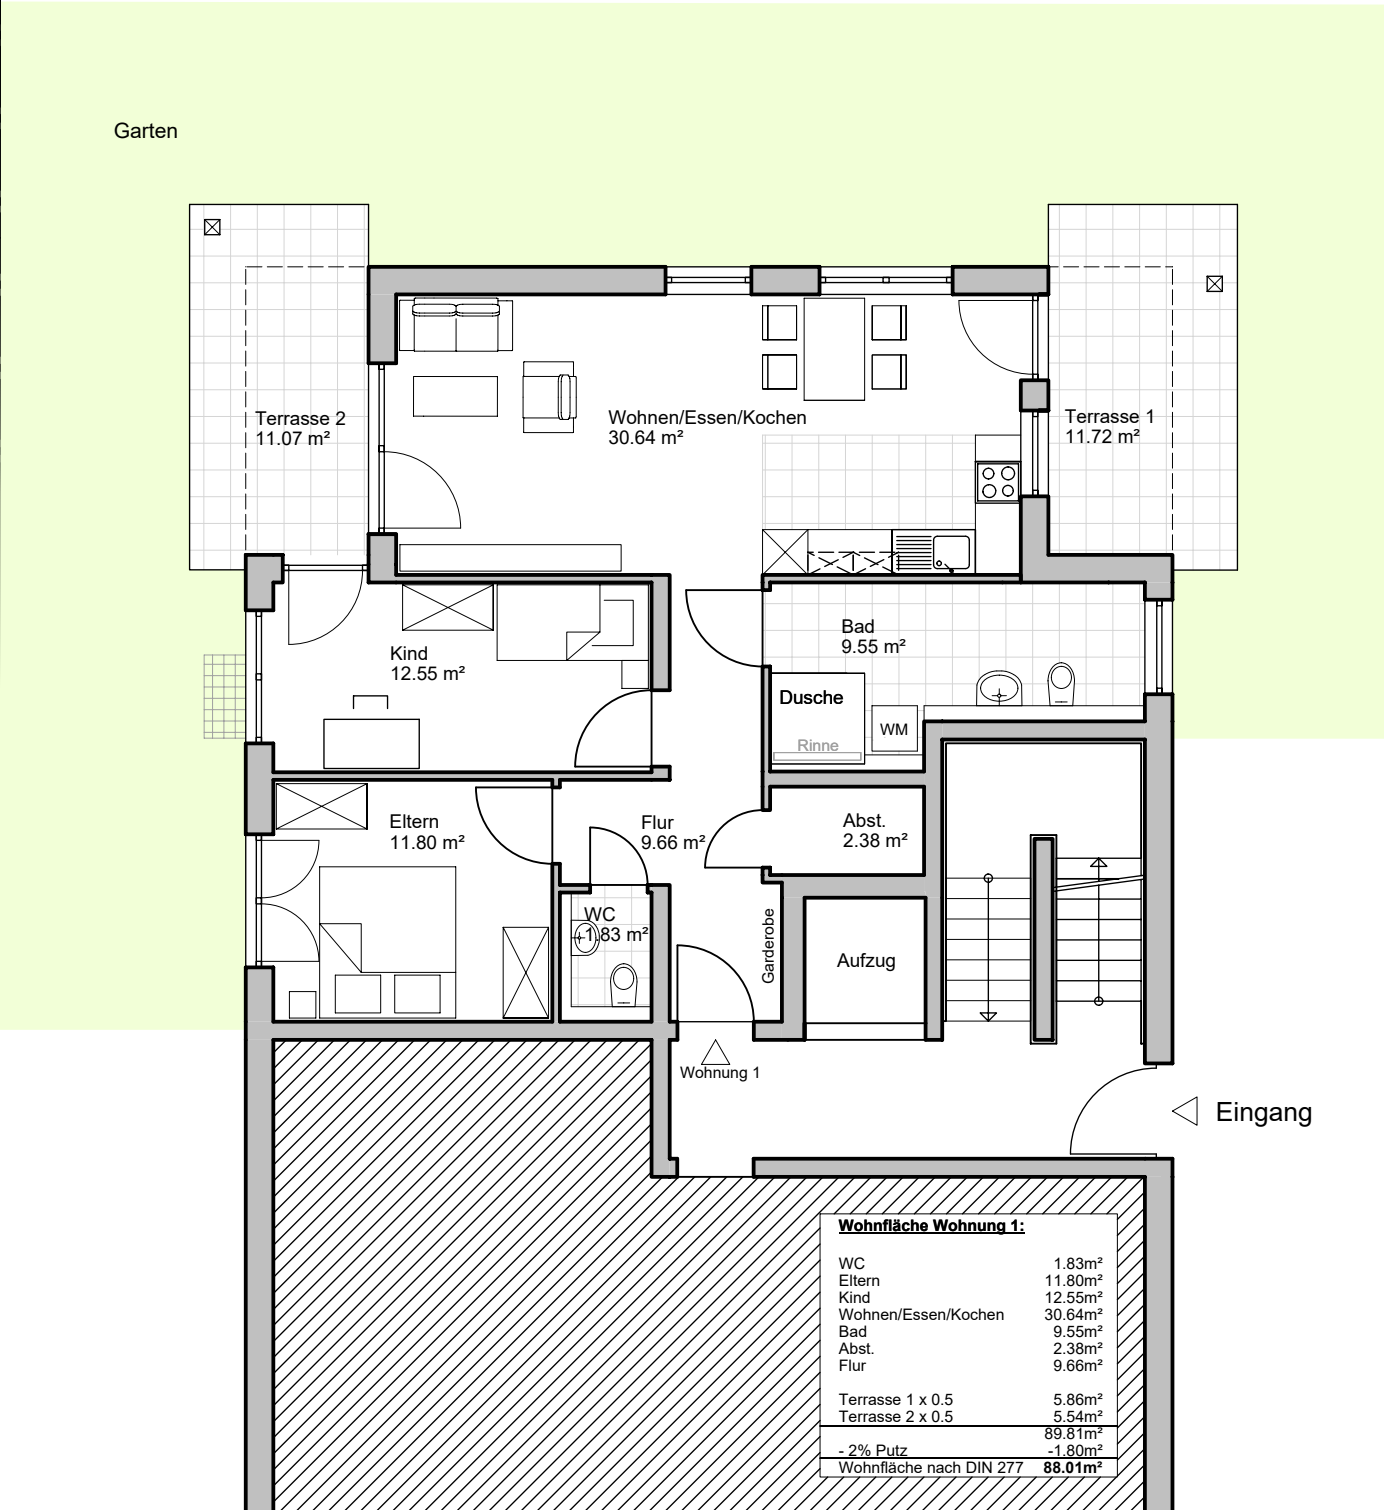 Garten
Terrasse 2
11.07 m²
Wohnen/Essen/Kochen
30.64 m²
Terrasse 1
11.72 m²
Kind
12.55 m²
Bad
9.55 m²
Dusche
Rinne
WM
Eltern
11.80 m²
Flur
9.66 m²
Abst.
2.38 m²
WC
1.83 m²
Garderobe
Aufzug
Wohnung 1
Eingang
Wohnfläche Wohnung 1:
WC 1.83m²
Eltern 11.80m²
Kind 12.55m²
Wohnen/Essen/Kochen 30.64m²
Bad 9.55m²
Abst. 2.38m²
Flur 9.66m²
Terrasse 1 x 0.5 5.86m²
Terrasse 2 x 0.5 5.54m²
89.81m²
- 2% Putz -1.80m²
Wohnfläche nach DIN 277 88.01m²